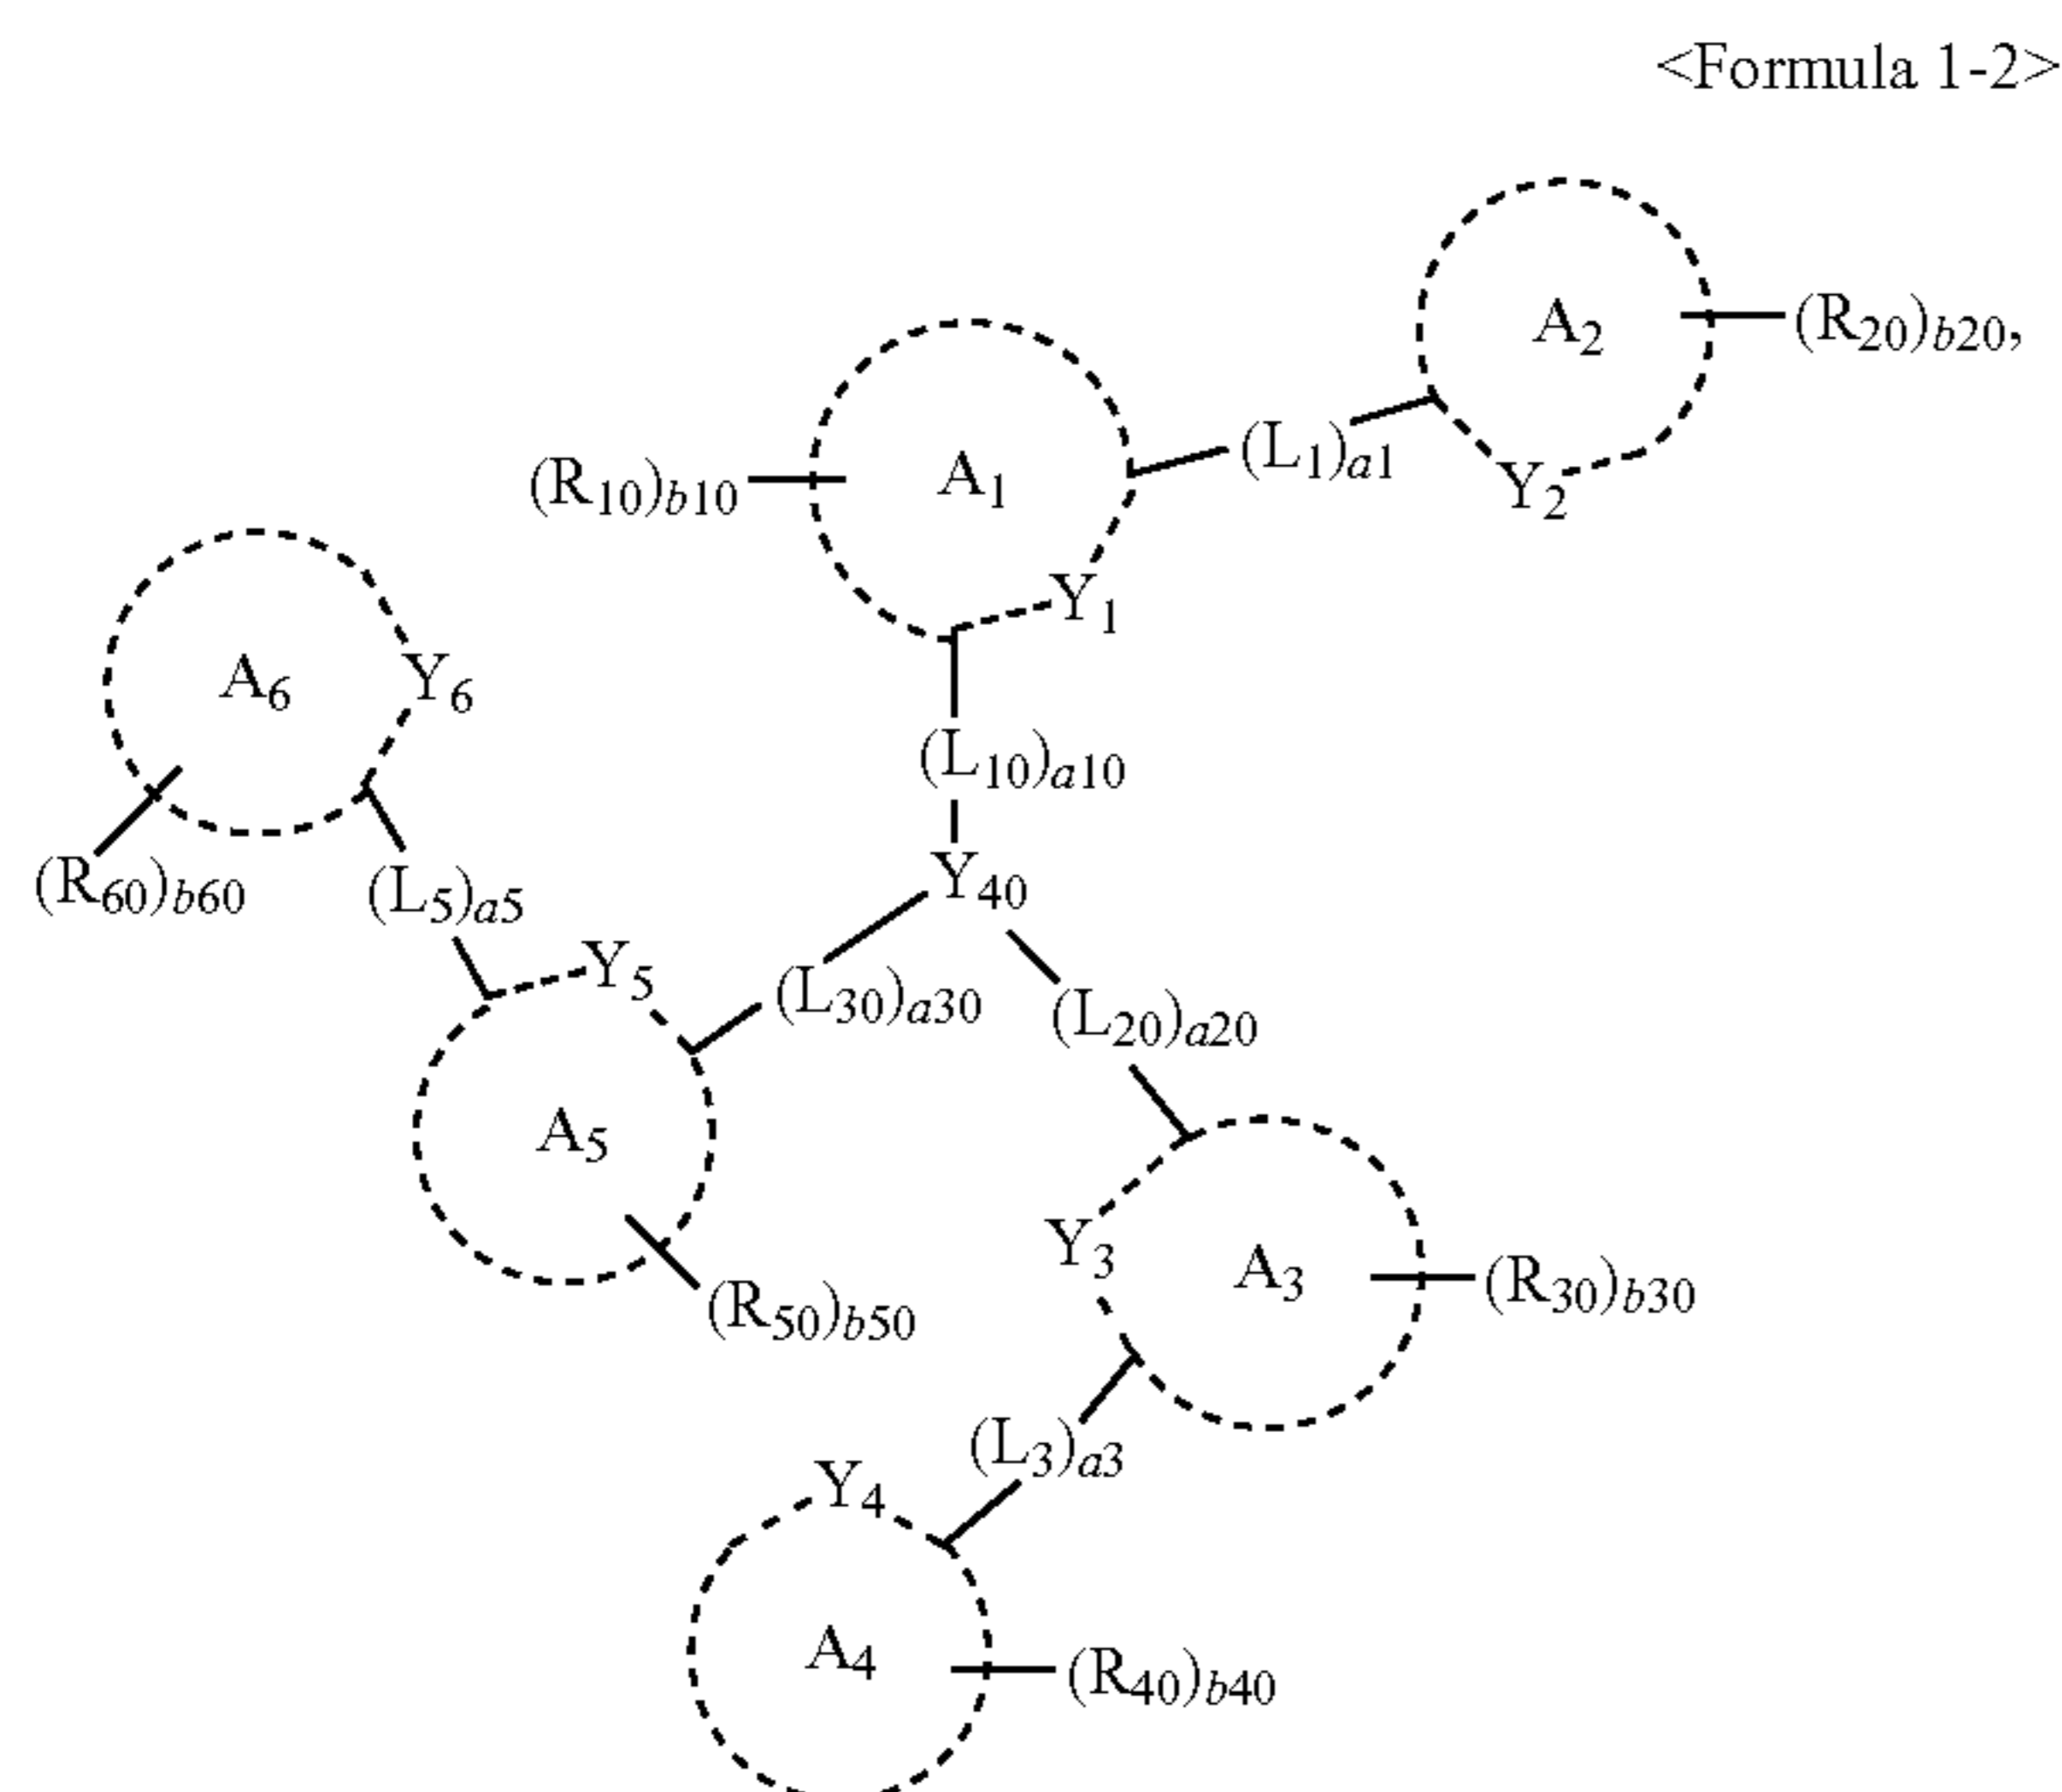 <Formula 1-2>
A₂
(R₂₀)b20,
(L₁)a1
A₁
(R₁₀)b10
Y₂
Y₁
A₆
Y₆
(L₁₀)a10
Y₄₀
(R₆₀)b60
(L₅)a5
Y₅
(L₃₀)a30
(L₂₀)a20
A₅
Y₃
A₃
(R₃₀)b30
(R₅₀)b50
(L₃)a3
Y₄
A₄
(R₄₀)b40